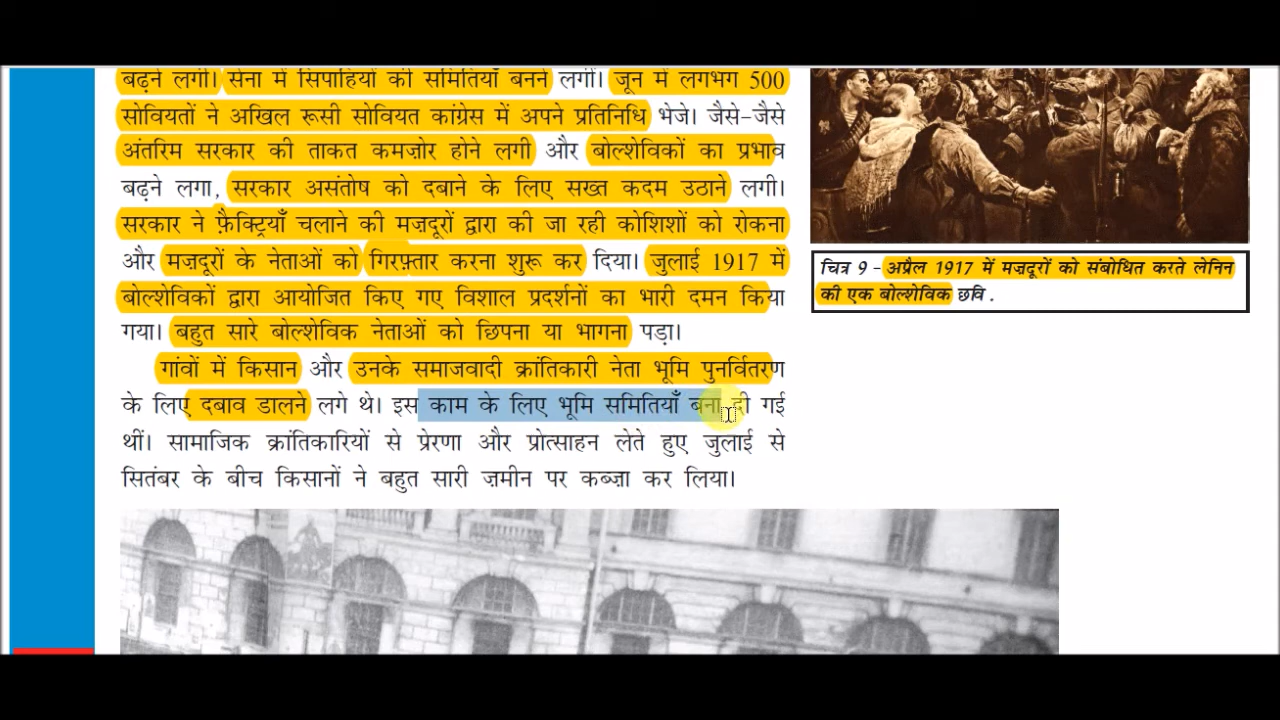 बढ़ने लगी। सेना में सिपाहियों की समितियाँ बनने लगीं। जून में लगभग 500
सोवियतों ने अखिल रूसी सोवियत कांग्रेस में अपने प्रतिनिधि भेजे। जैसे-जैसे
अंतरिम सरकार की ताकत कमज़ोर होने लगी और बोल्शेविकों का प्रभाव
बढ़ने लगा, सरकार असंतोष को दबाने के लिए सख्त कदम उठाने लगी।
सरकार ने फ़ैक्ट्रियाँ चलाने की मज़दूरों द्वारा की जा रही कोशिशों को रोकना
और मज़दूरों के नेताओं को गिरफ़्तार करना शुरू कर दिया। जुलाई 1917 में
बोल्शेविकों द्वारा आयोजित किए गए विशाल प्रदर्शनों का भारी दमन किया
गया। बहुत सारे बोल्शेविक नेताओं को छिपना या भागना पड़ा।
गांवों में किसान और उनके समाजवादी क्रांतिकारी नेता भूमि पुनर्वितरण
के लिए दबाव डालने लगे थे। इस काम के लिए भूमि समितियाँ बना दी गई
थीं। सामाजिक क्रांतिकारियों से प्रेरणा और प्रोत्साहन लेते हुए जुलाई से
सितंबर के बीच किसानों ने बहुत सारी ज़मीन पर कब्ज़ा कर लिया।
चित्र 9 - अप्रैल 1917 में मज़दूरों को संबोधित करते लेनिन
की एक बोल्शेविक छवि .